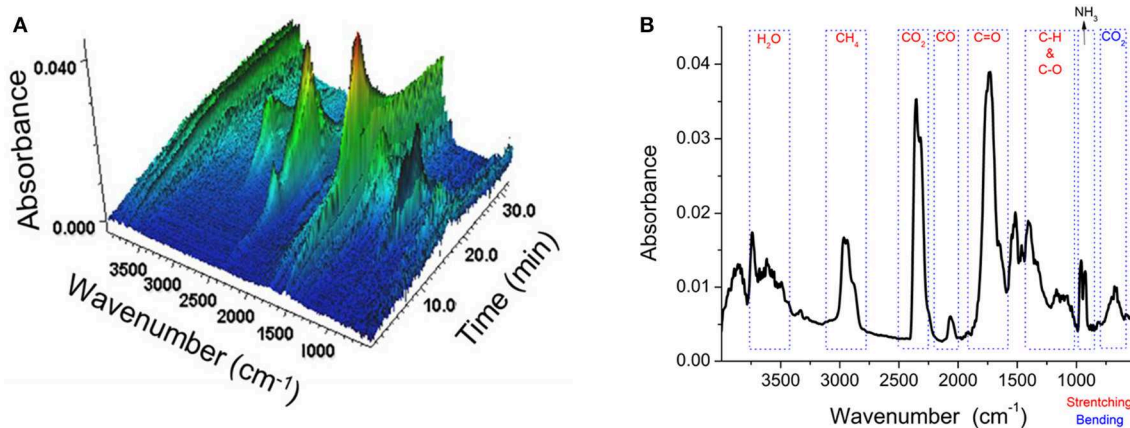 A
Absorbance
0.040
0.000
3500
3000
2500
2000
1500
1000
Wavenumber (cm-1)
10.0
20.0
30.0
Time (min)
B
NH3
H2O
CH4
CO2
CO
C=O
C-H
&
C-O
CO2
Absorbance
0.04
0.03
0.02
0.01
0.00
3500 3000 2500 2000 1500 1000
Wavenumber (cm-1)
Strentching
Bending